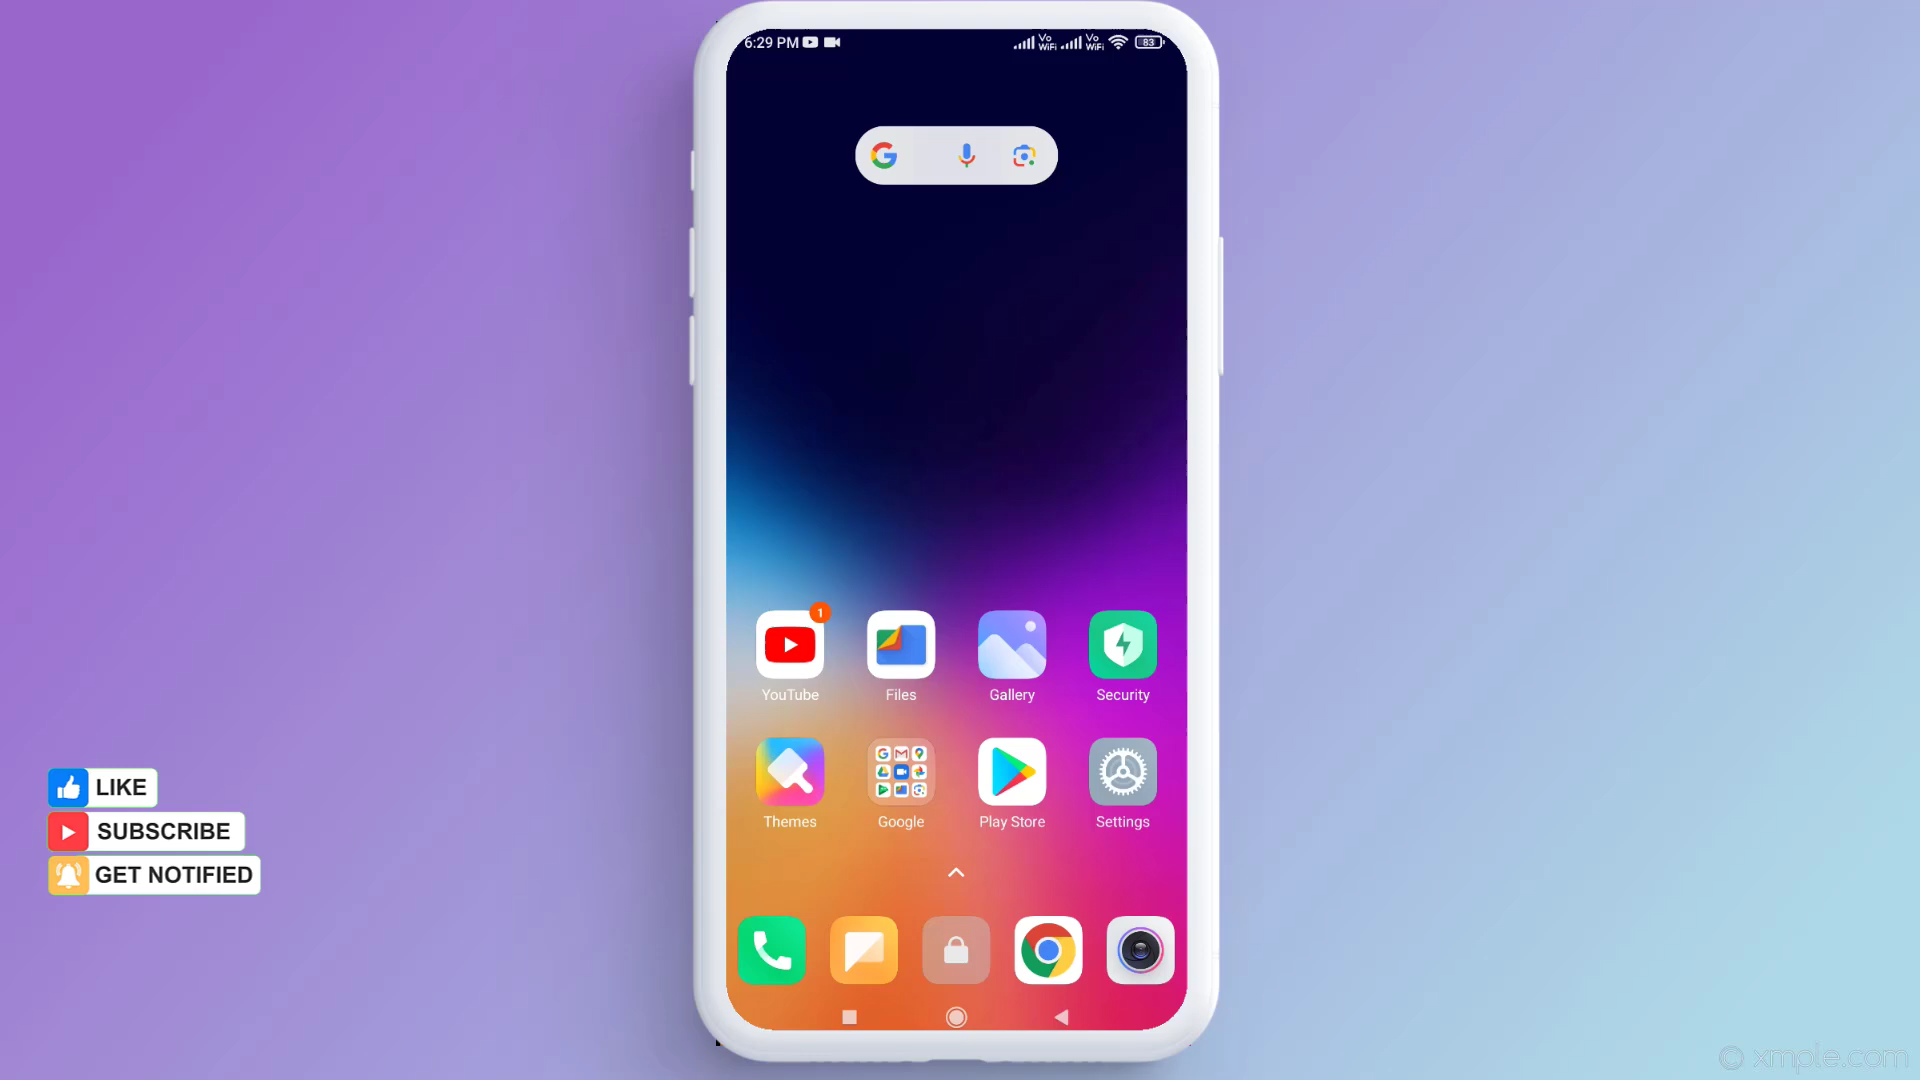 6:29 PM
Vo WiFi Vo WiFi 83
1
YouTube Files Gallery Security
Themes Google Play Store Settings
LIKE
SUBSCRIBE
GET NOTIFIED
© xmple.com